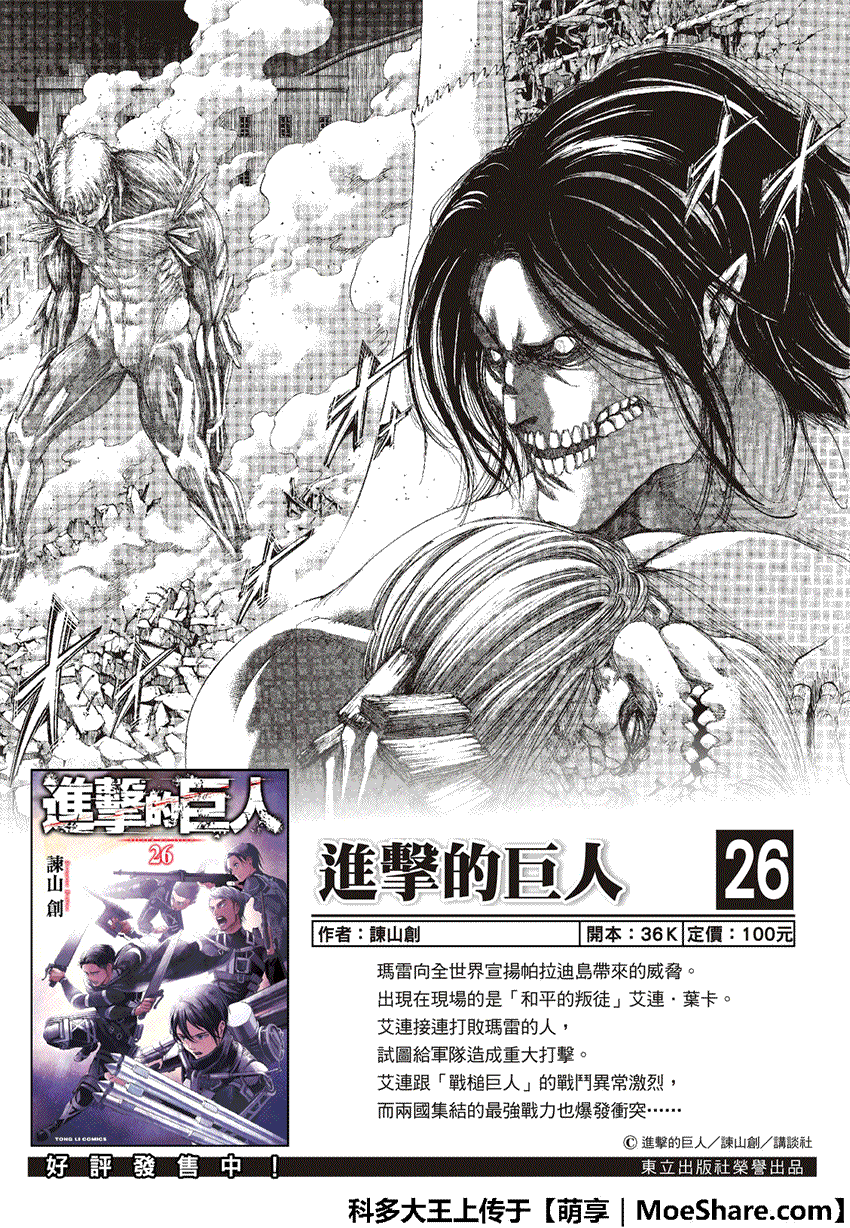 進擊的巨人
26
諫山創
TONG LI COMICS
進擊的巨人
26
作者：諫山創
開本：36K
定價：100元
瑪雷向全世界宣揚帕拉迪島帶來的威脅。
出現在現場的是「和平的叛徒」艾連·葉卡。
艾連接連打敗瑪雷的人，
試圖給軍隊造成重大打擊。
艾連跟「戰槌巨人」的戰鬥異常激烈，
而兩國集結的最強戰力也爆發衝突……
© 進擊的巨人／諫山創／講談社
好評發售中！
東立出版社榮譽出品
科多大王上传于【萌享｜MoeShare.com】